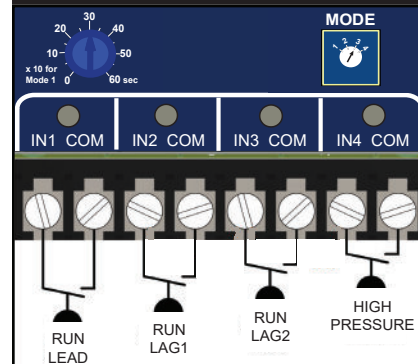 30
20 40
10 50
x 10 for
Mode 1
0 60 sec
MODE
1 2 3 4
IN1 COM IN2 COM IN3 COM IN4 COM
RUN
LEAD
RUN
LAG1
RUN
LAG2
HIGH
PRESSURE